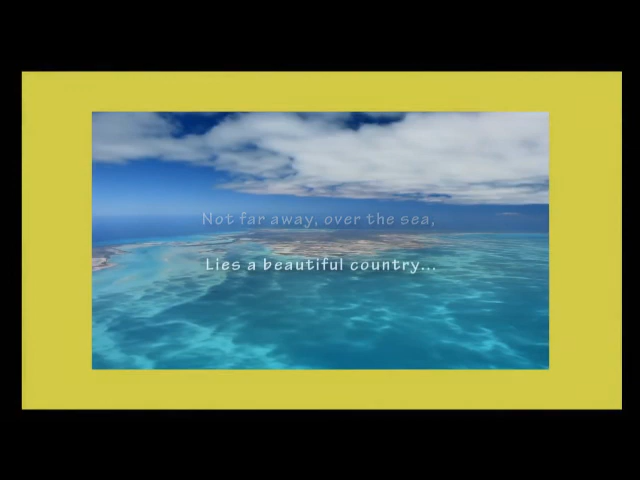 Not far away, over the sea,
Lies a beautiful country...